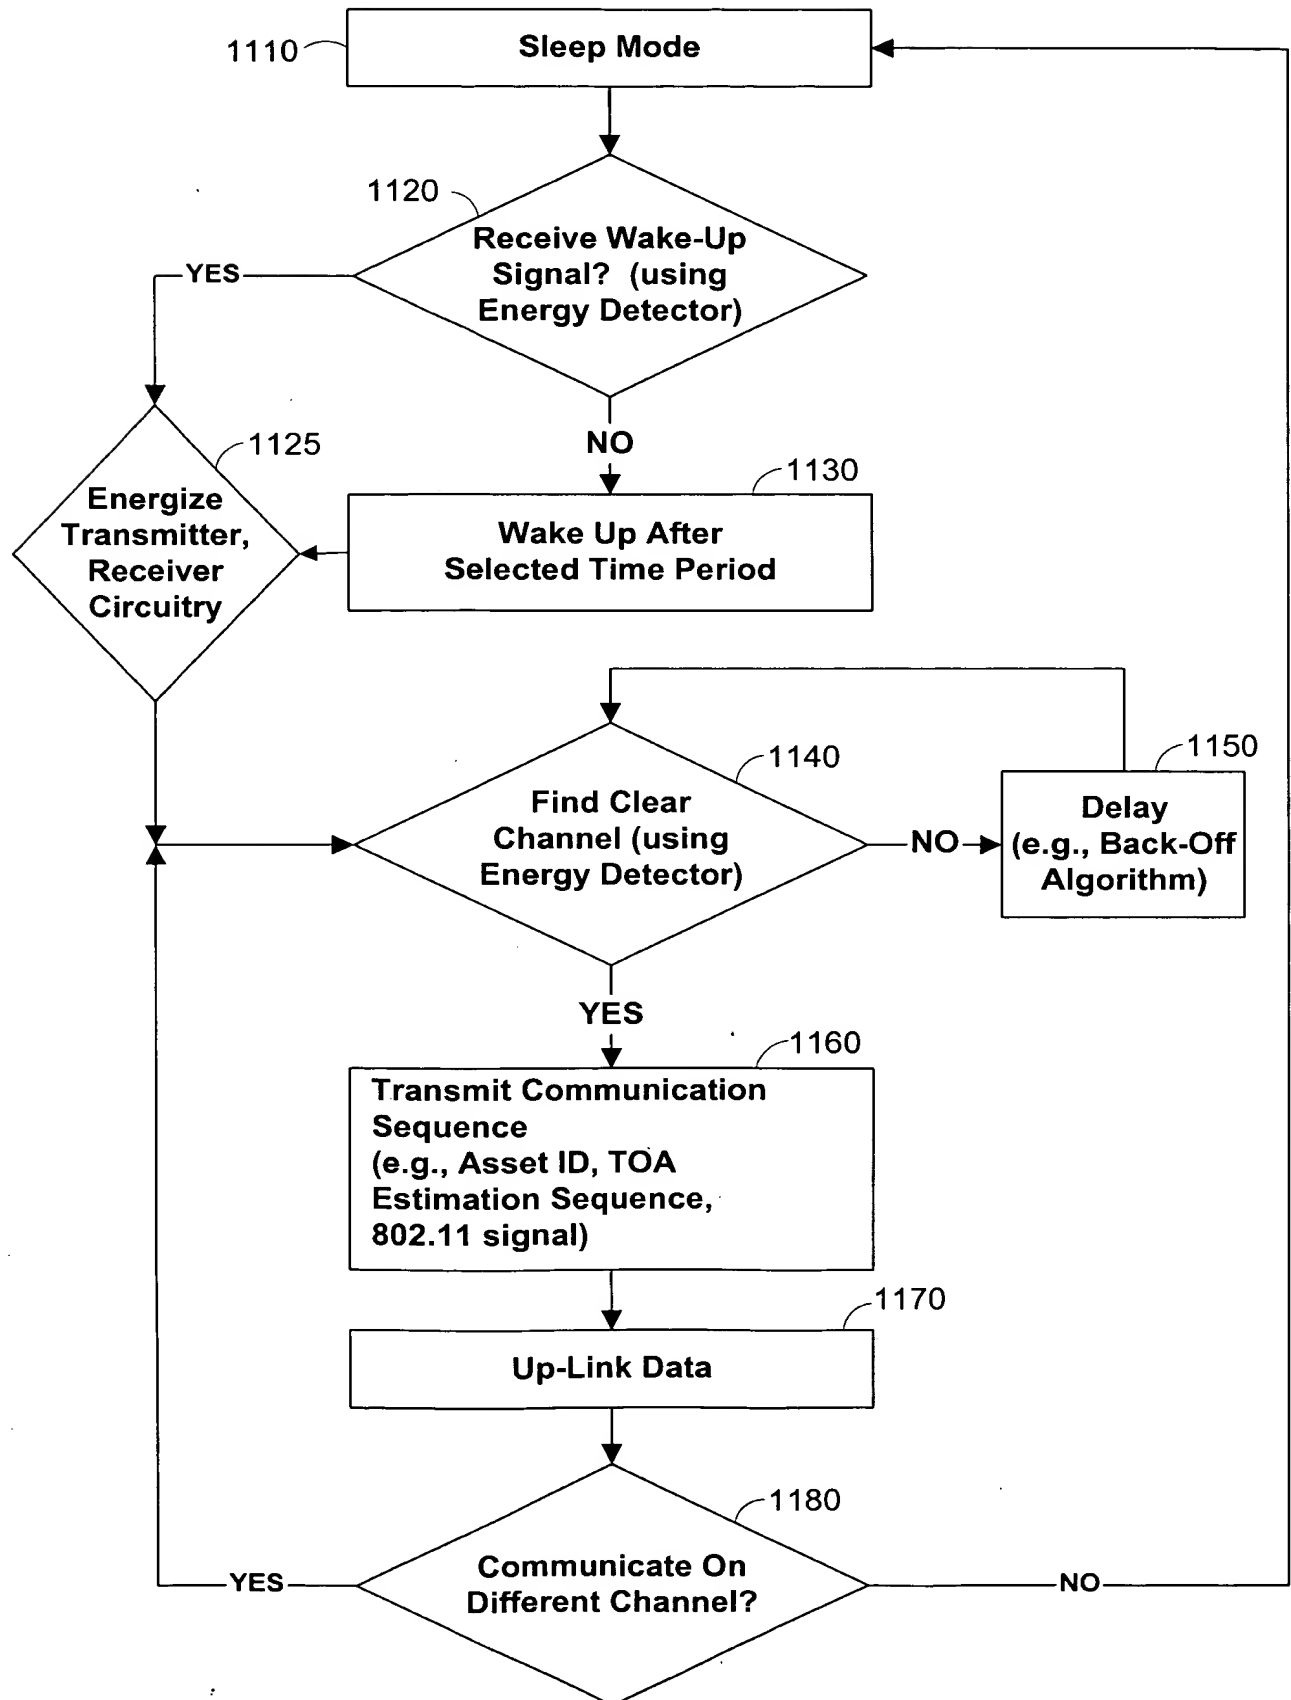 1110
Sleep Mode
1120
Receive Wake-Up
Signal? (using
Energy Detector)
YES
NO
1125
Energize
Transmitter,
Receiver
Circuitry
1130
Wake Up After
Selected Time Period
1140
Find Clear
Channel (using
Energy Detector)
NO
1150
Delay
(e.g., Back-Off
Algorithm)
YES
1160
Transmit Communication
Sequence
(e.g., Asset ID, TOA
Estimation Sequence,
802.11 signal)
1170
Up-Link Data
1180
Communicate On
Different Channel?
YES
NO